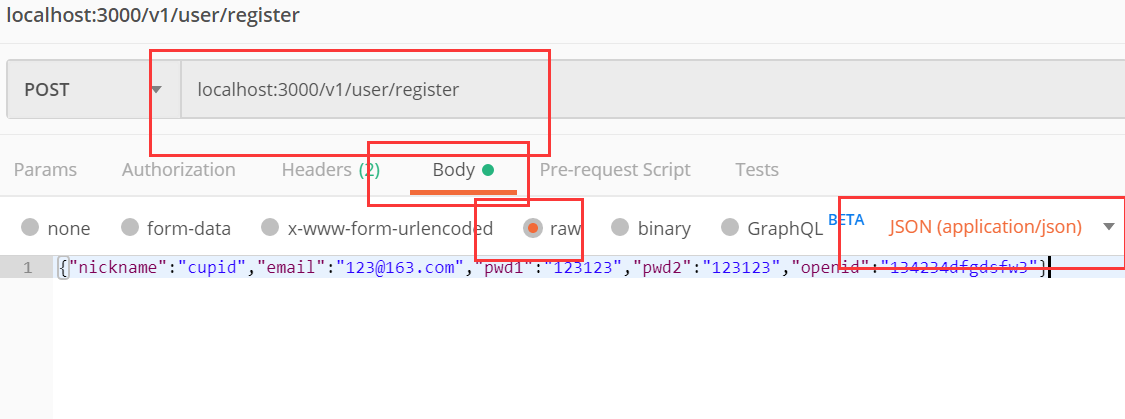 localhost:3000/v1/user/register
POST localhost:3000/v1/user/register
Params Authorization Headers (2) Body Pre-request Script Tests
none form-data x-www-form-urlencoded raw binary GraphQL BETA JSON (application/json)
1 {"nickname":"cupid","email":"123@163.com","pwd1":"123123","pwd2":"123123","openid":"134234dfgdsfw3"}